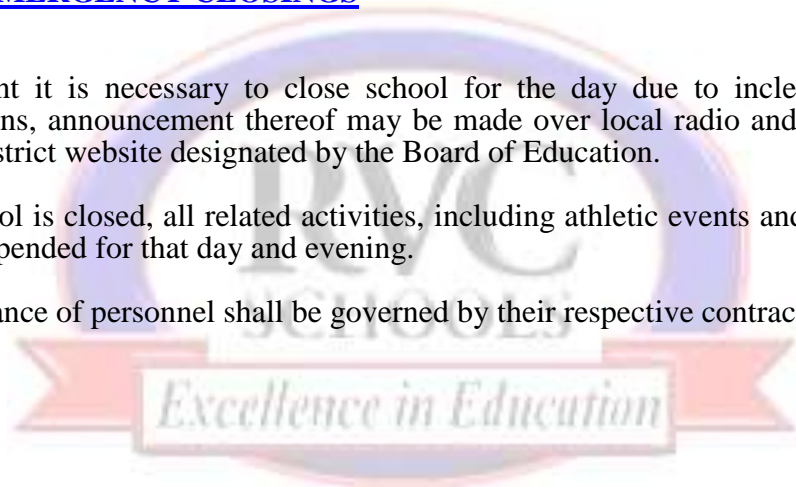 MERGENCY CLOSINGS
nt it is necessary to close school for the day due to incle
ns, announcement thereof may be made over local radio and
strict website designated by the Board of Education.
ol is closed, all related activities, including athletic events and
pended for that day and evening.
ance of personnel shall be governed by their respective contrac
RVC
SCHOOLS
Excellence in Education